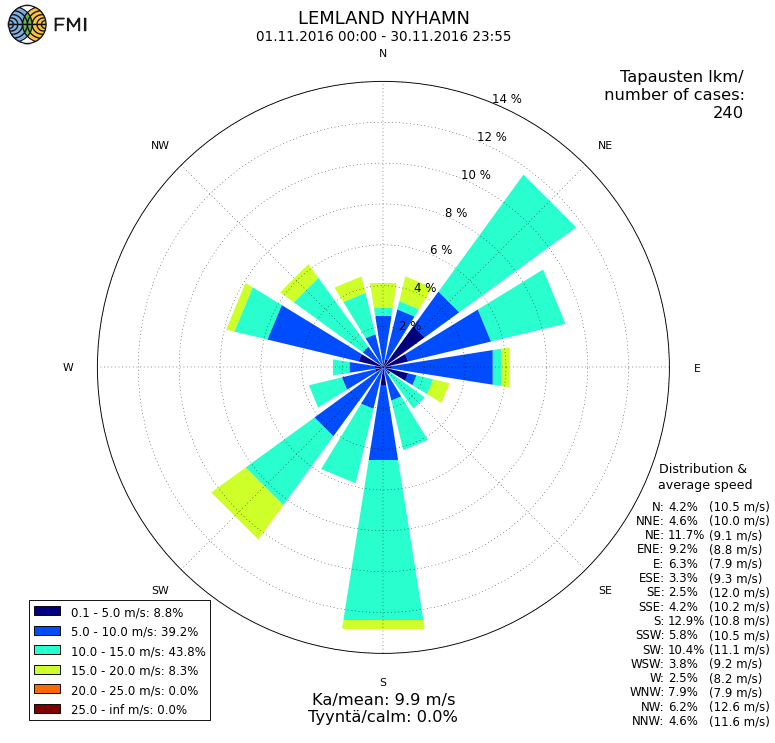 FMI
LEMLAND NYHAMN
01.11.2016 00:00 - 30.11.2016 23:55
Tapausten lkm/
number of cases:
240
N
NE
E
SE
S
SW
W
NW
14 %
12 %
10 %
8 %
6 %
4 %
2 %
Distribution &
average speed
N: 4.2% (10.5 m/s)
NNE: 4.6% (10.0 m/s)
NE: 11.7% (9.1 m/s)
ENE: 9.2% (8.8 m/s)
E: 6.3% (7.9 m/s)
ESE: 3.3% (9.3 m/s)
SE: 2.5% (12.0 m/s)
SSE: 4.2% (10.2 m/s)
S: 12.9% (10.8 m/s)
SSW: 5.8% (10.5 m/s)
SW: 10.4% (11.1 m/s)
WSW: 3.8% (9.2 m/s)
W: 2.5% (8.2 m/s)
WNW: 7.9% (7.9 m/s)
NW: 6.2% (12.6 m/s)
NNW: 4.6% (11.6 m/s)
0.1 - 5.0 m/s: 8.8%
5.0 - 10.0 m/s: 39.2%
10.0 - 15.0 m/s: 43.8%
15.0 - 20.0 m/s: 8.3%
20.0 - 25.0 m/s: 0.0%
25.0 - inf m/s: 0.0%
Ka/mean: 9.9 m/s
Tyyntä/calm: 0.0%